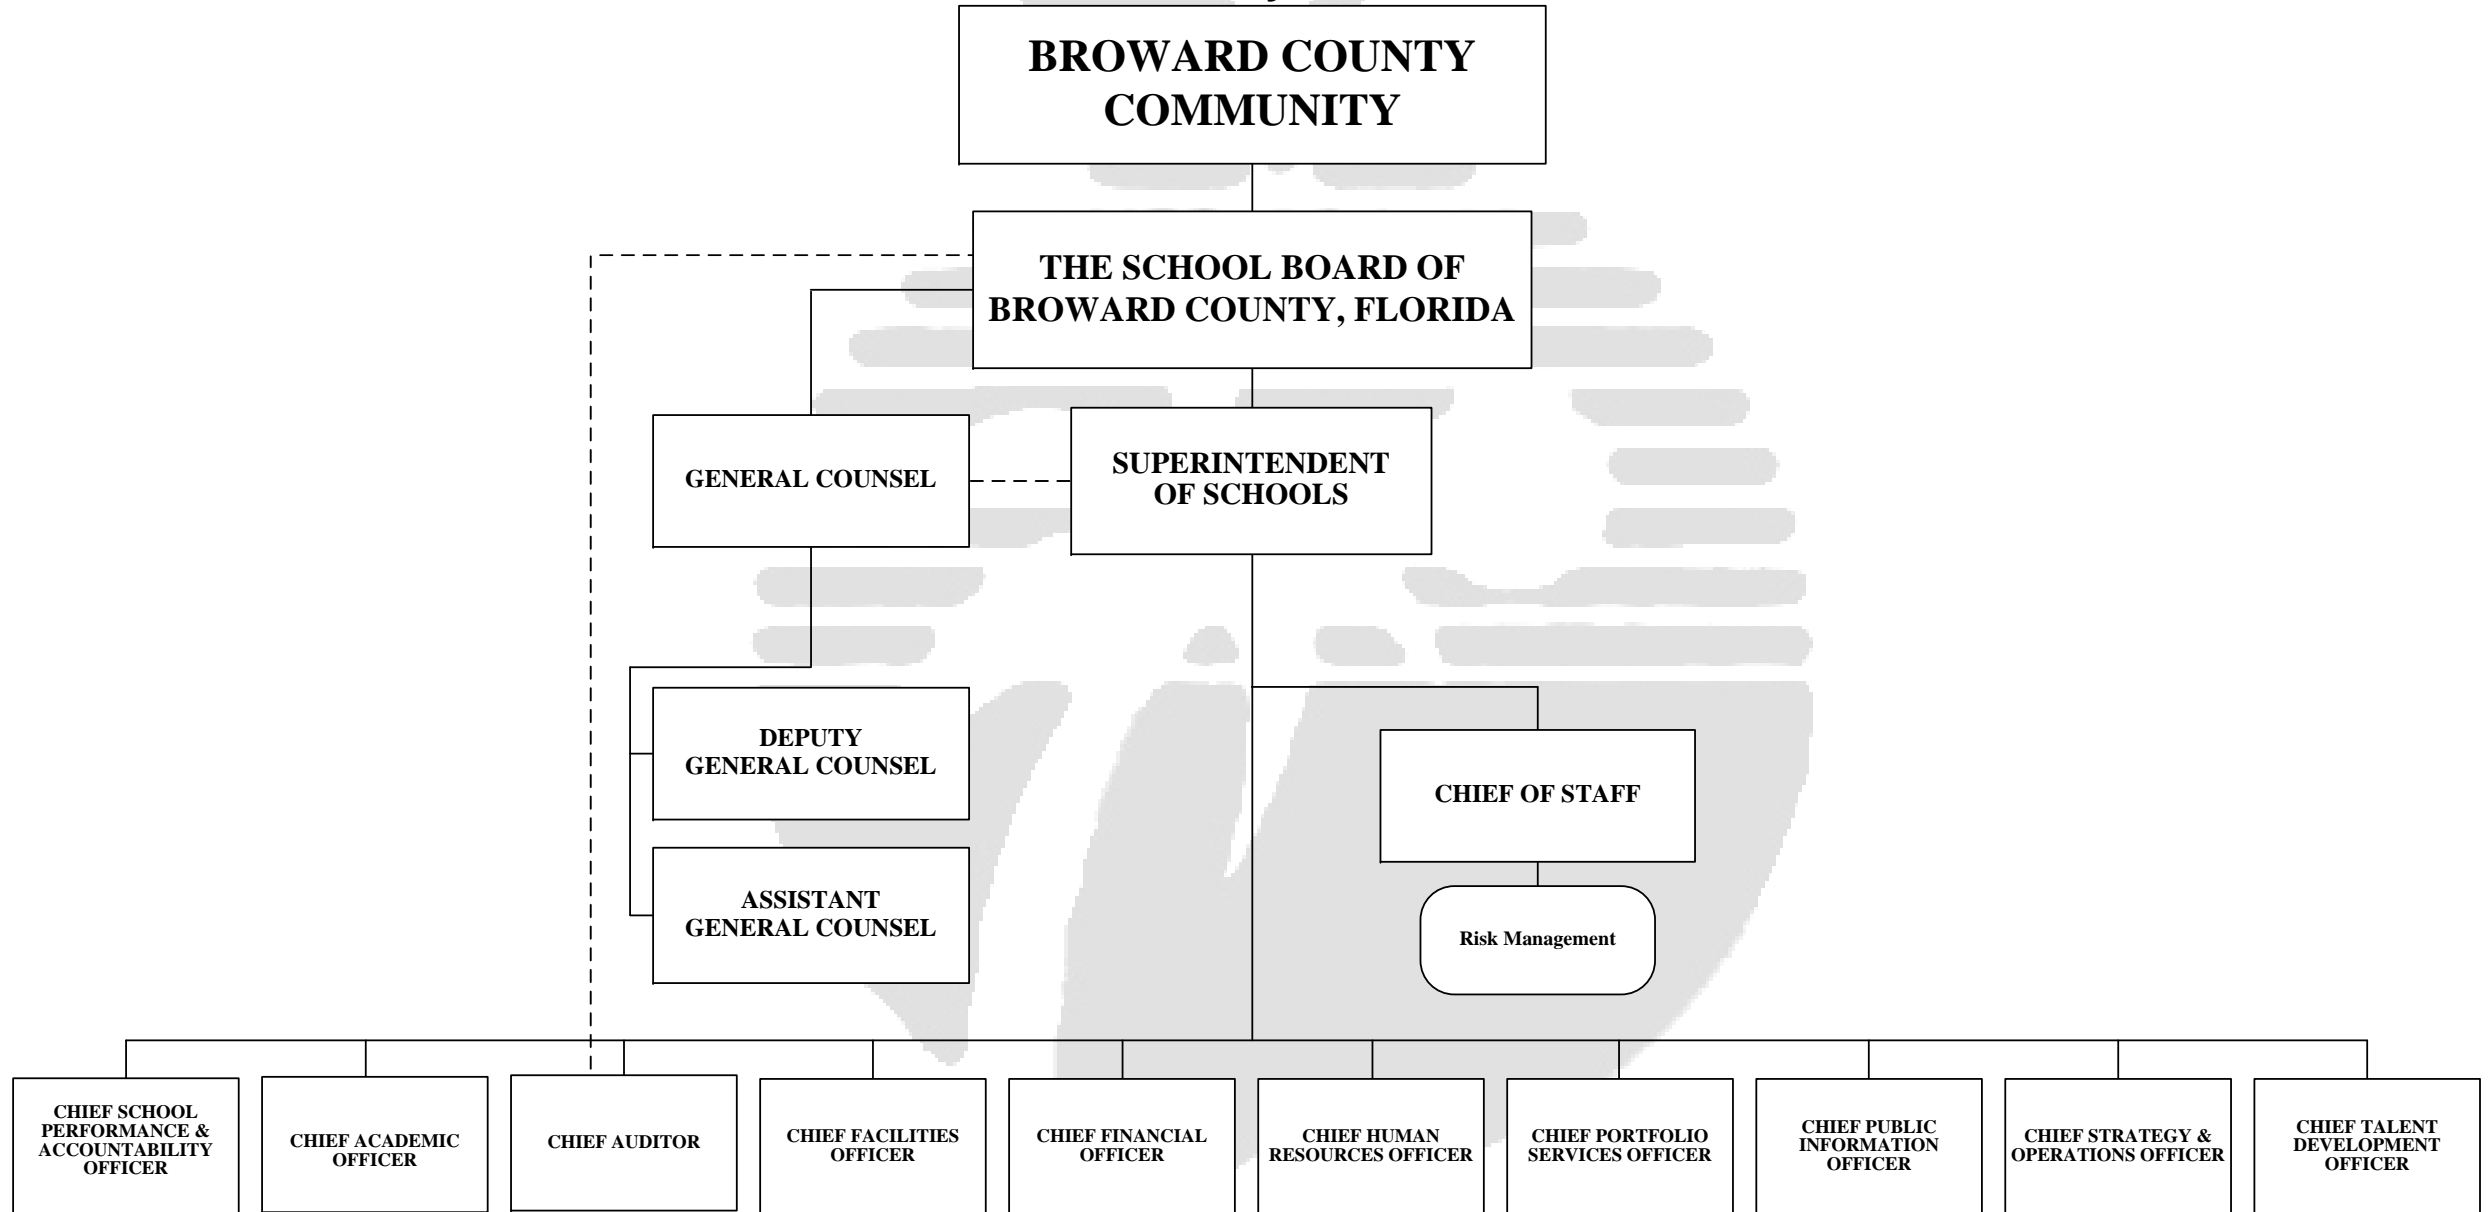 BROWARD COUNTY
COMMUNITY
THE SCHOOL BOARD OF
BROWARD COUNTY, FLORIDA
GENERAL COUNSEL
SUPERINTENDENT
OF SCHOOLS
DEPUTY
GENERAL COUNSEL
CHIEF OF STAFF
ASSISTANT
GENERAL COUNSEL
Risk Management
CHIEF SCHOOL
PERFORMANCE &
ACCOUNTABILITY
OFFICER
CHIEF ACADEMIC
OFFICER
CHIEF AUDITOR
CHIEF FACILITIES
OFFICER
CHIEF FINANCIAL
OFFICER
CHIEF HUMAN
RESOURCES OFFICER
CHIEF PORTFOLIO
SERVICES OFFICER
CHIEF PUBLIC
INFORMATION
OFFICER
CHIEF STRATEGY &
OPERATIONS OFFICER
CHIEF TALENT
DEVELOPMENT
OFFICER